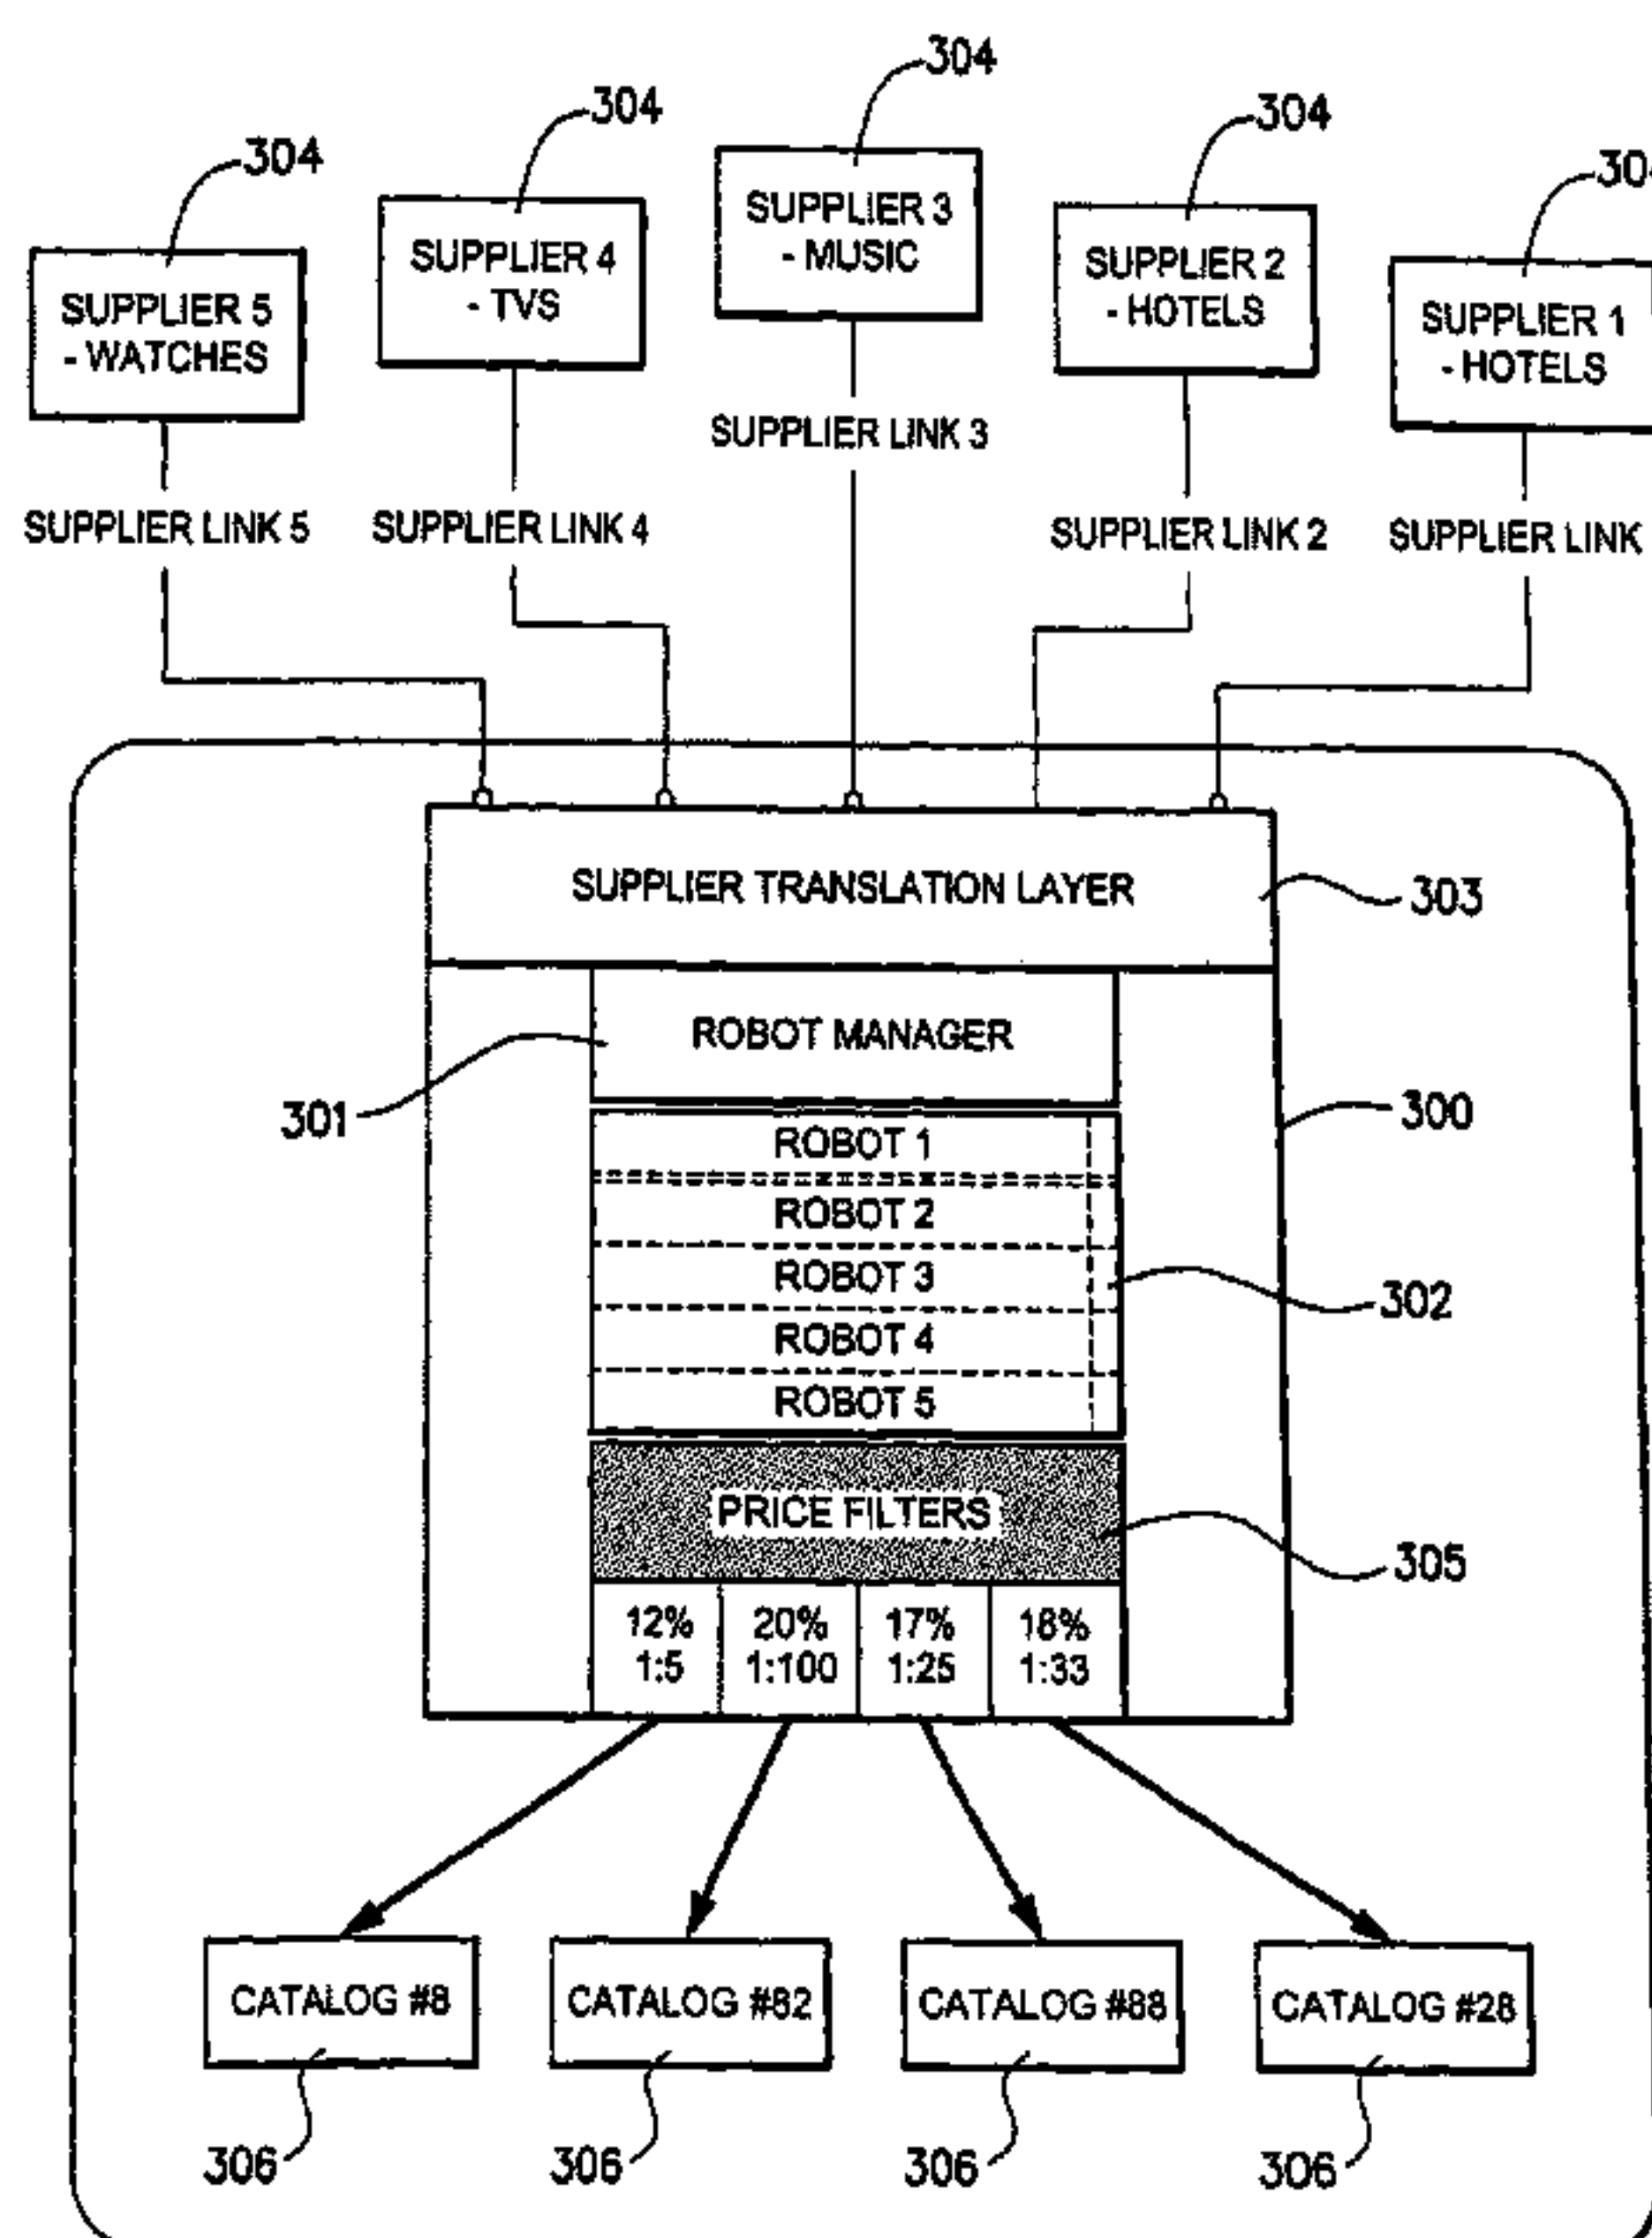 304
304
304
304
304
SUPPLIER 3
- MUSIC
SUPPLIER 4
- TVS
SUPPLIER 2
- HOTELS
SUPPLIER 5
- WATCHES
SUPPLIER 1
- HOTELS
SUPPLIER LINK 3
SUPPLIER LINK 5
SUPPLIER LINK 4
SUPPLIER LINK 2
SUPPLIER LINK
SUPPLIER TRANSLATION LAYER
303
ROBOT MANAGER
301
300
ROBOT 1
ROBOT 2
ROBOT 3
302
ROBOT 4
ROBOT 5
PRICE FILTERS
305
12%
1:5
20%
1:100
17%
1:25
18%
1:33
CATALOG #8
CATALOG #82
CATALOG #88
CATALOG #28
306
306
306
306